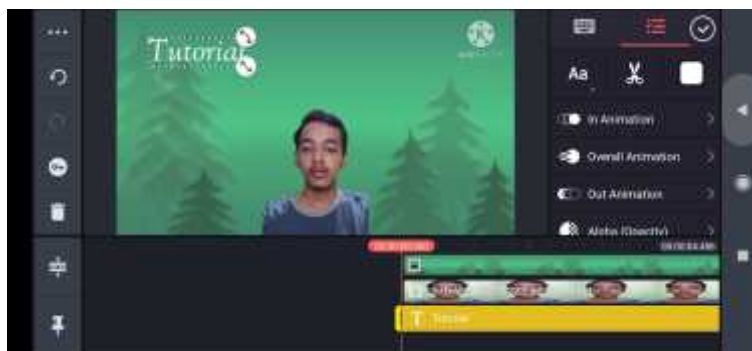 Tutorial
Aa
In Animation
Overall Animation
Out Animation
Alpha (Opacity)
T Tutorial